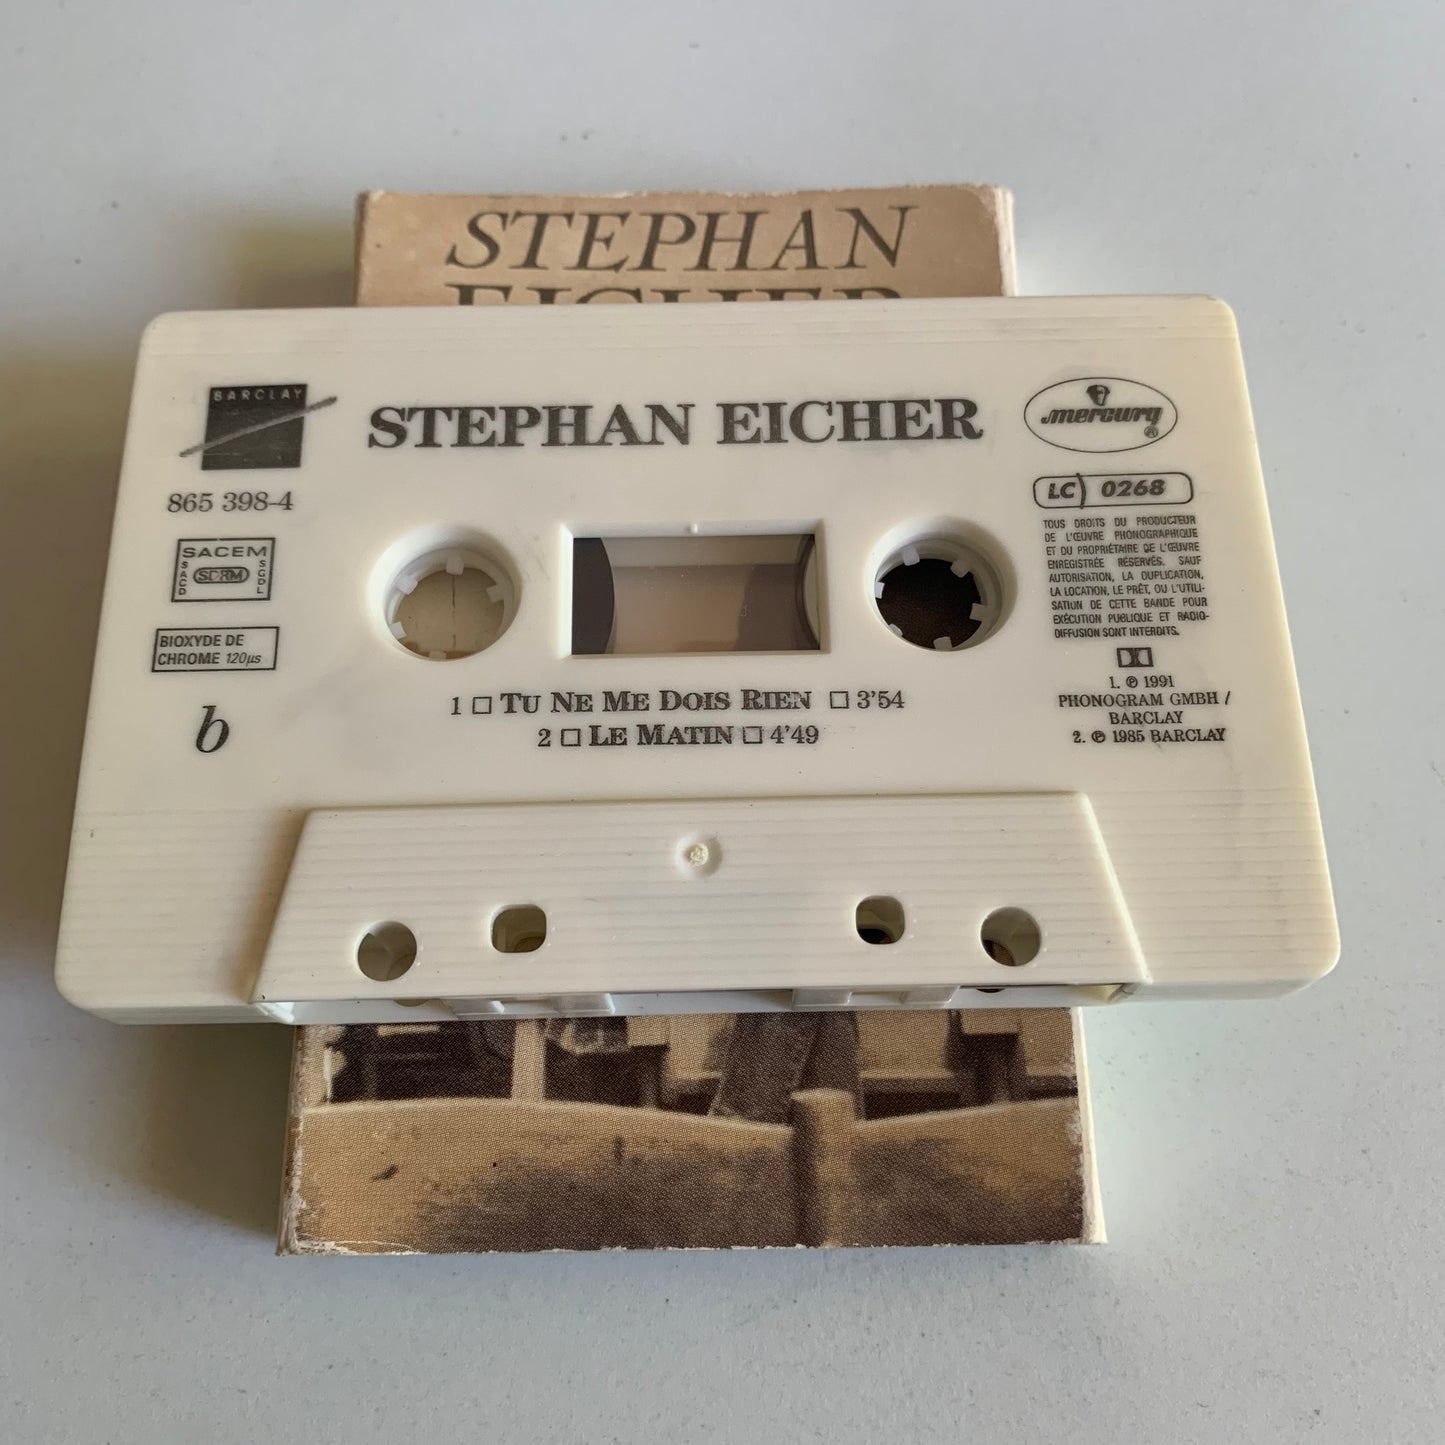 STEPHAN
EICHER
BARCLAY
STEPHAN EICHER
mercury ®
865 398-4
LC 0268
SACEM
SACD
SDRM
SGDL
BIOXYDE DE
CHROME 120µs
b
1 □ TU NE ME DOIS RIEN □ 3'54
2 □ LE MATIN □ 4'49
TOUS DROITS DU PRODUCTEUR
DE L'ŒUVRE PHONOGRAPHIQUE
ET DU PROPRIÉTAIRE DE L'ŒUVRE
ENREGISTRÉE RÉSERVÉS. SAUF
AUTORISATION, LA DUPLICATION,
LA LOCATION, LE PRÊT, OU L'UTILI-
SATION DE CETTE BANDE POUR
EXÉCUTION PUBLIQUE ET RADIO-
DIFFUSION SONT INTERDITS.
1. ℗ 1991
PHONOGRAM GMBH /
BARCLAY
2. ℗ 1985 BARCLAY